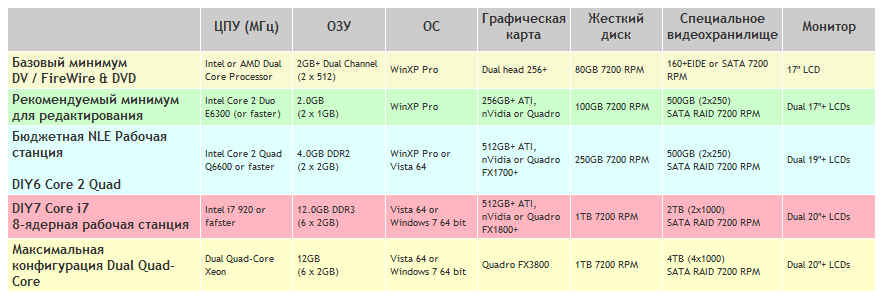 ЦПУ (МГц) ОЗУ ОС Графическая карта Жесткий диск Специальное видеохранилище Монитор
Базовый минимум
DV / FireWire & DVD
Intel or AMD Dual
Core Processor
2GB+ Dual Channel
(2 x 512)
WinXP Pro
Dual head 256+
80GB 7200 RPM
160+EIDE or SATA 7200
RPM
17" LCD
Рекомендуемый минимум
для редактирования
Intel Core 2 Duo
E6300 (or faster)
2.0GB
(2 x 1GB)
WinXP Pro
256GB+ ATI,
nVidia or Quadro
100GB 7200 RPM
500GB (2x250)
SATA RAID 7200 RPM
Dual 17"+ LCDs
Бюджетная NLE Рабочая
станция
DIY6 Core 2 Quad
Intel Core 2 Quad
Q6600 or faster
4.0GB DDR2
(2 x 2GB)
WinXP Pro or
Vista 64
512GB+ ATI,
nVidia or Quadro
FX1700+
250GB 7200 RPM
500GB (2x250)
SATA RAID 7200 RPM
Dual 19"+ LCDs
DIY7 Core i7
8-ядерная рабочая станция
Intel i7 920 or
fafster
12.0GB DDR3
(6 x 2GB)
Vista 64 or
Windows 7 64 bit
512GB+ ATI,
nVidia or Quadro
FX1800+
1TB 7200 RPM
2TB (2x1000)
SATA RAID 7200 RPM
Dual 20"+ LCDs
Максимальная
конфигурация Dual Quad-
Core
Dual Quad-Core
Xeon
12GB
(6 x 2GB)
Vista 64 or
Windows 7 64 bit
Quadro FX3800
1TB 7200 RPM
4TB (4x1000)
SATA RAID 7200 RPM
Dual 20"+ LCDs